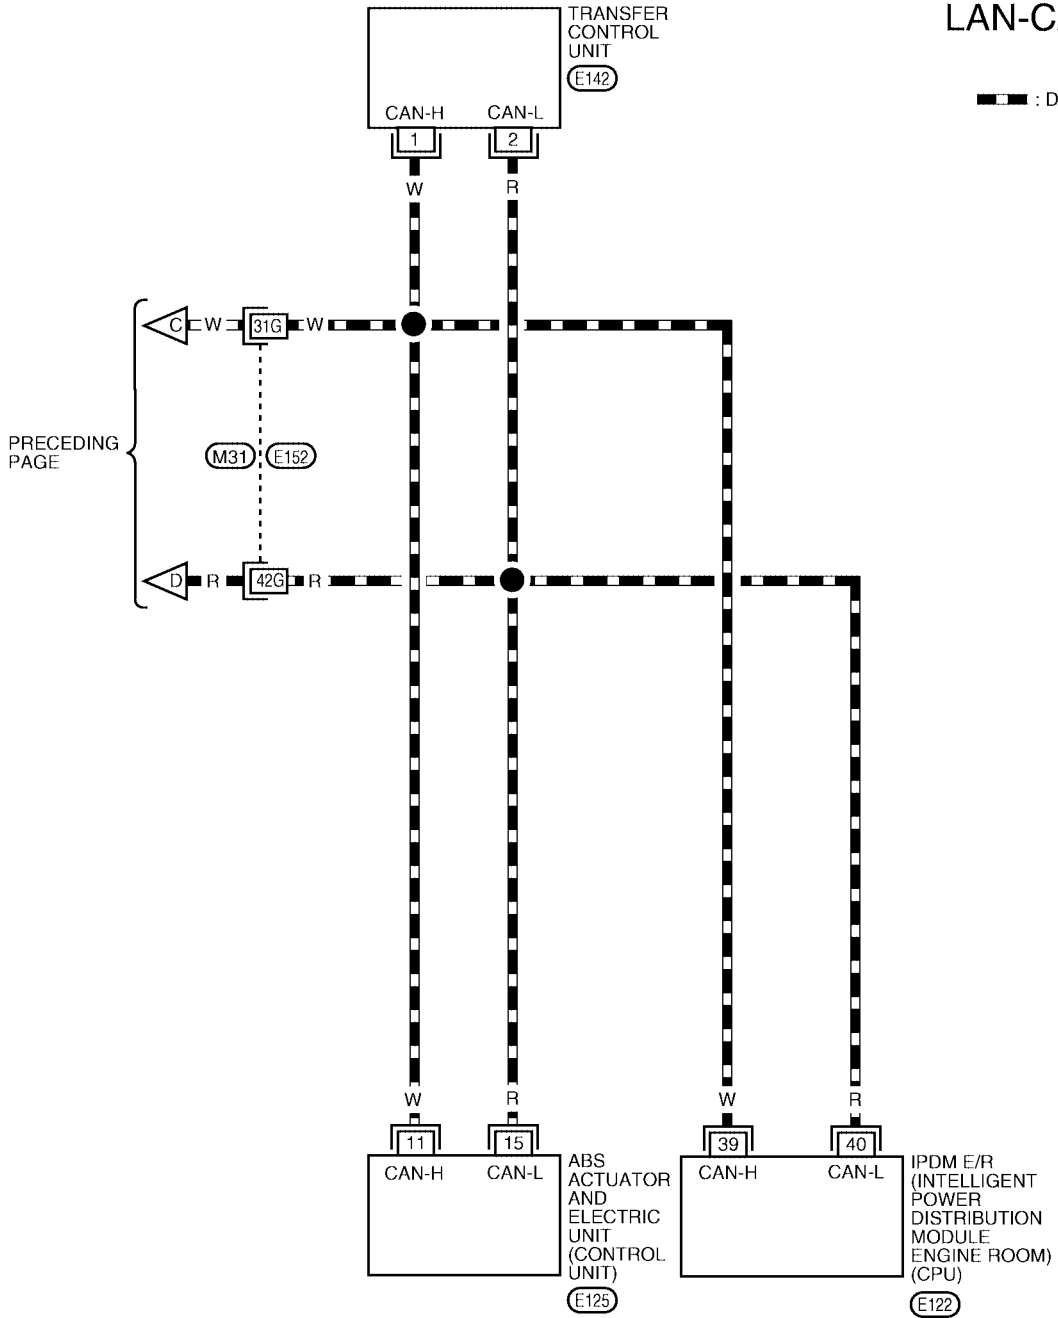 TRANSFER
CONTROL
UNIT
E142
LAN-CA
: D
CAN-H
CAN-L
1
2
W
R
C
W
31G
W
PRECEDING
PAGE
M31
E152
D
R
42G
R
W
R
W
R
11
15
39
40
CAN-H
CAN-L
ABS
ACTUATOR
AND
ELECTRIC
UNIT
(CONTROL
UNIT)
E125
CAN-H
CAN-L
IPDM E/R
(INTELLIGENT
POWER
DISTRIBUTION
MODULE
ENGINE ROOM)
(CPU)
E122